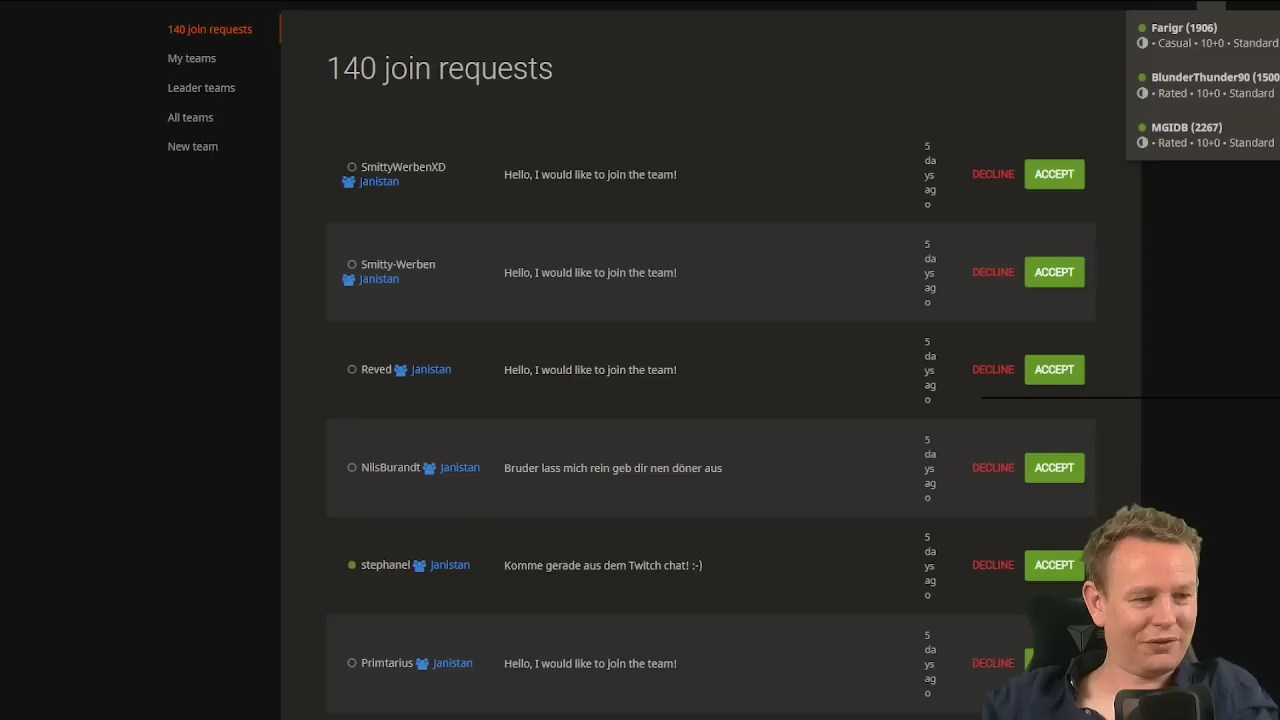 140 join requests
My teams
Leader teams
All teams
New team
140 join requests
SmittyWerbenXD
Janistan
Hello, I would like to join the team!
5
da
ys
ag
o
DECLINE
ACCEPT
Smitty-Werben
Janistan
Hello, I would like to join the team!
5
da
ys
ag
o
DECLINE
ACCEPT
Reved Janistan
Hello, I would like to join the team!
5
da
ys
ag
o
DECLINE
ACCEPT
NilsBurandt Janistan
Bruder lass mich rein geb dir nen döner aus
5
da
ys
ag
o
DECLINE
ACCEPT
stephanel Janistan
Komme gerade aus dem Twitch chat! :-)
5
da
ys
ag
o
DECLINE
ACCEPT
Primtarius Janistan
Hello, I would like to join the team!
5
da
ys
ag
o
DECLINE
Farigr (1906)
• Casual • 10+0 • Standard
BlunderThunder90 (1500
• Rated • 10+0 • Standard
MGIDB (2267)
• Rated • 10+0 • Standard